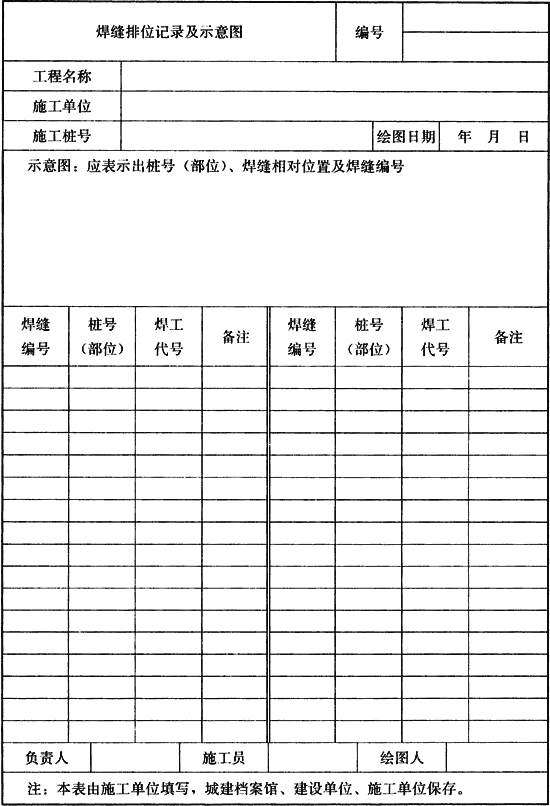 焊缝排位记录及示意图 编号
工程名称
施工单位
施工桩号 绘图日期 年 月 日
示意图：应表示出桩号（部位）、焊缝相对位置及焊缝编号
焊缝编号 桩号（部位） 焊工代号 备注 焊缝编号 桩号（部位） 焊工代号 备注
负责人 施工员 绘图人
注：本表由施工单位填写，城建档案馆、建设单位、施工单位保存。